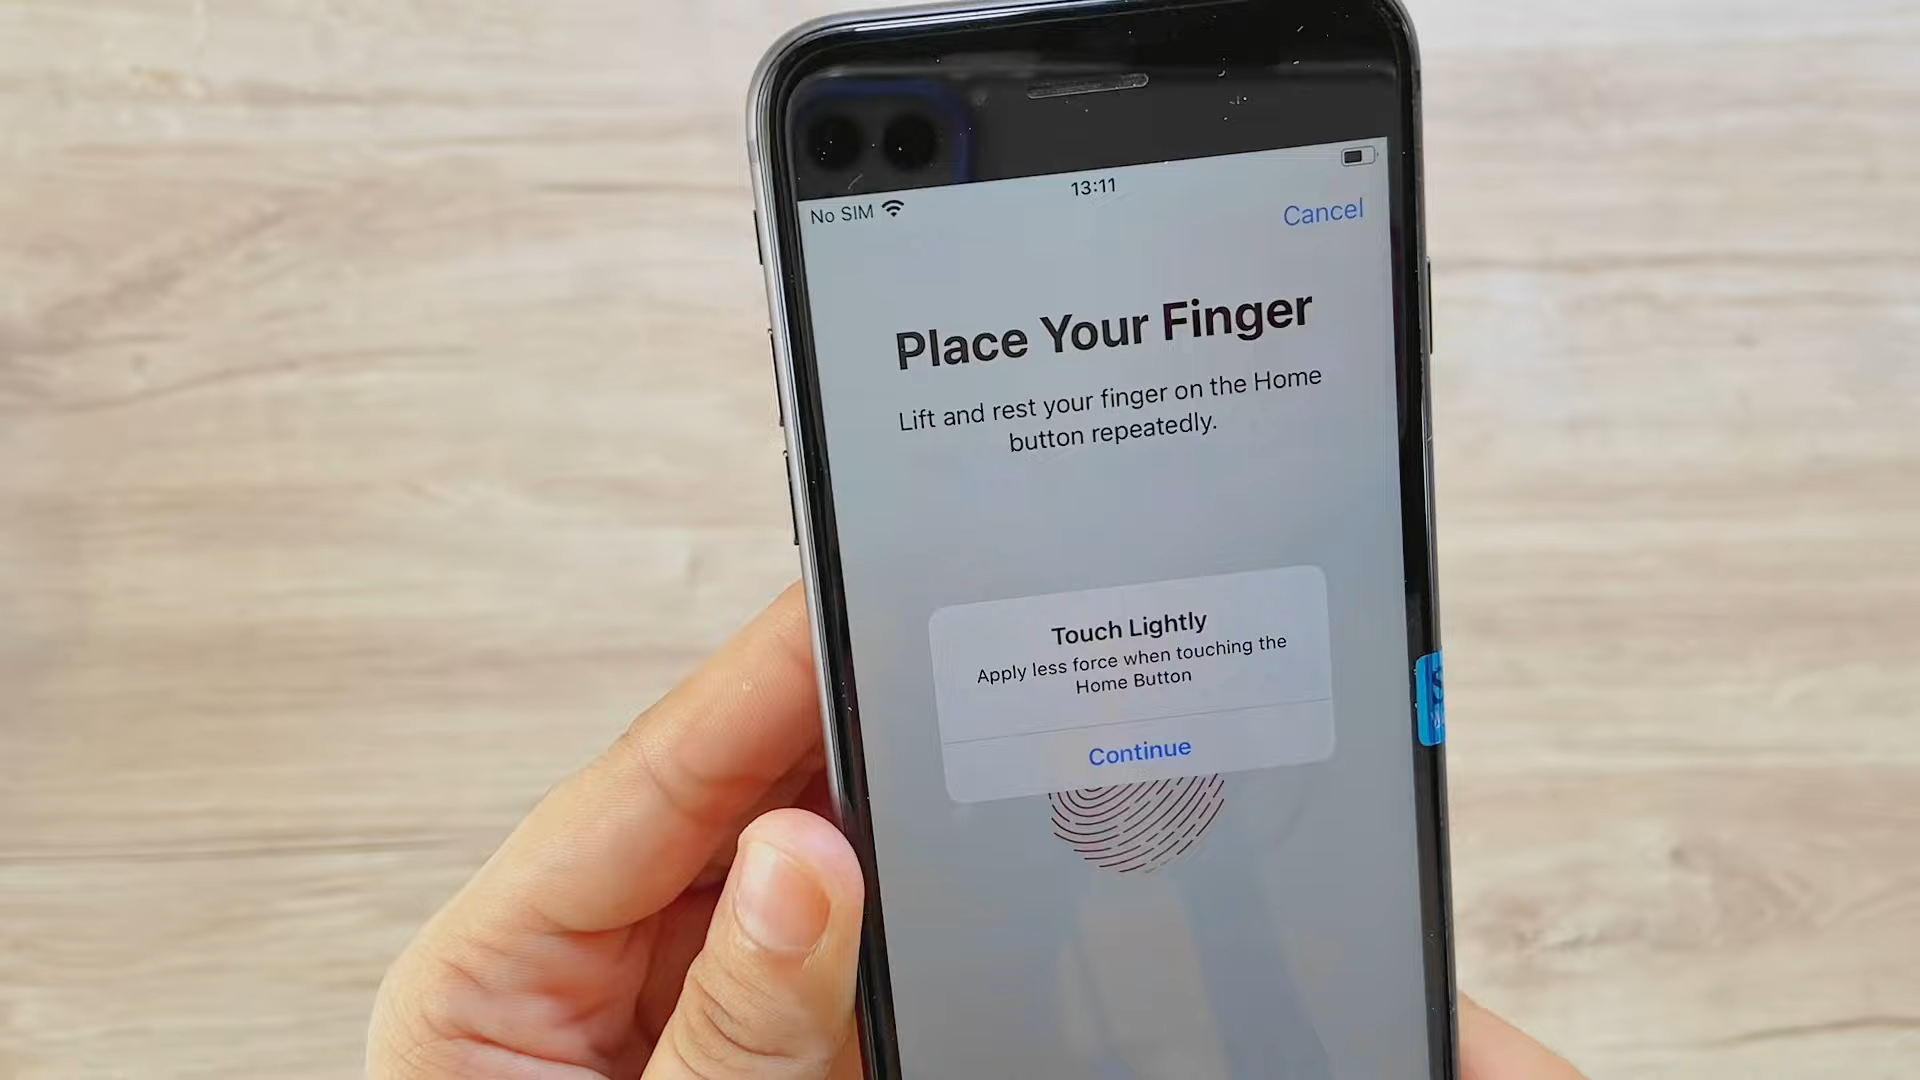 No SIM
13:11
Cancel
Place Your Finger
Lift and rest your finger on the Home
button repeatedly.
Touch Lightly
Apply less force when touching the
Home Button
Continue